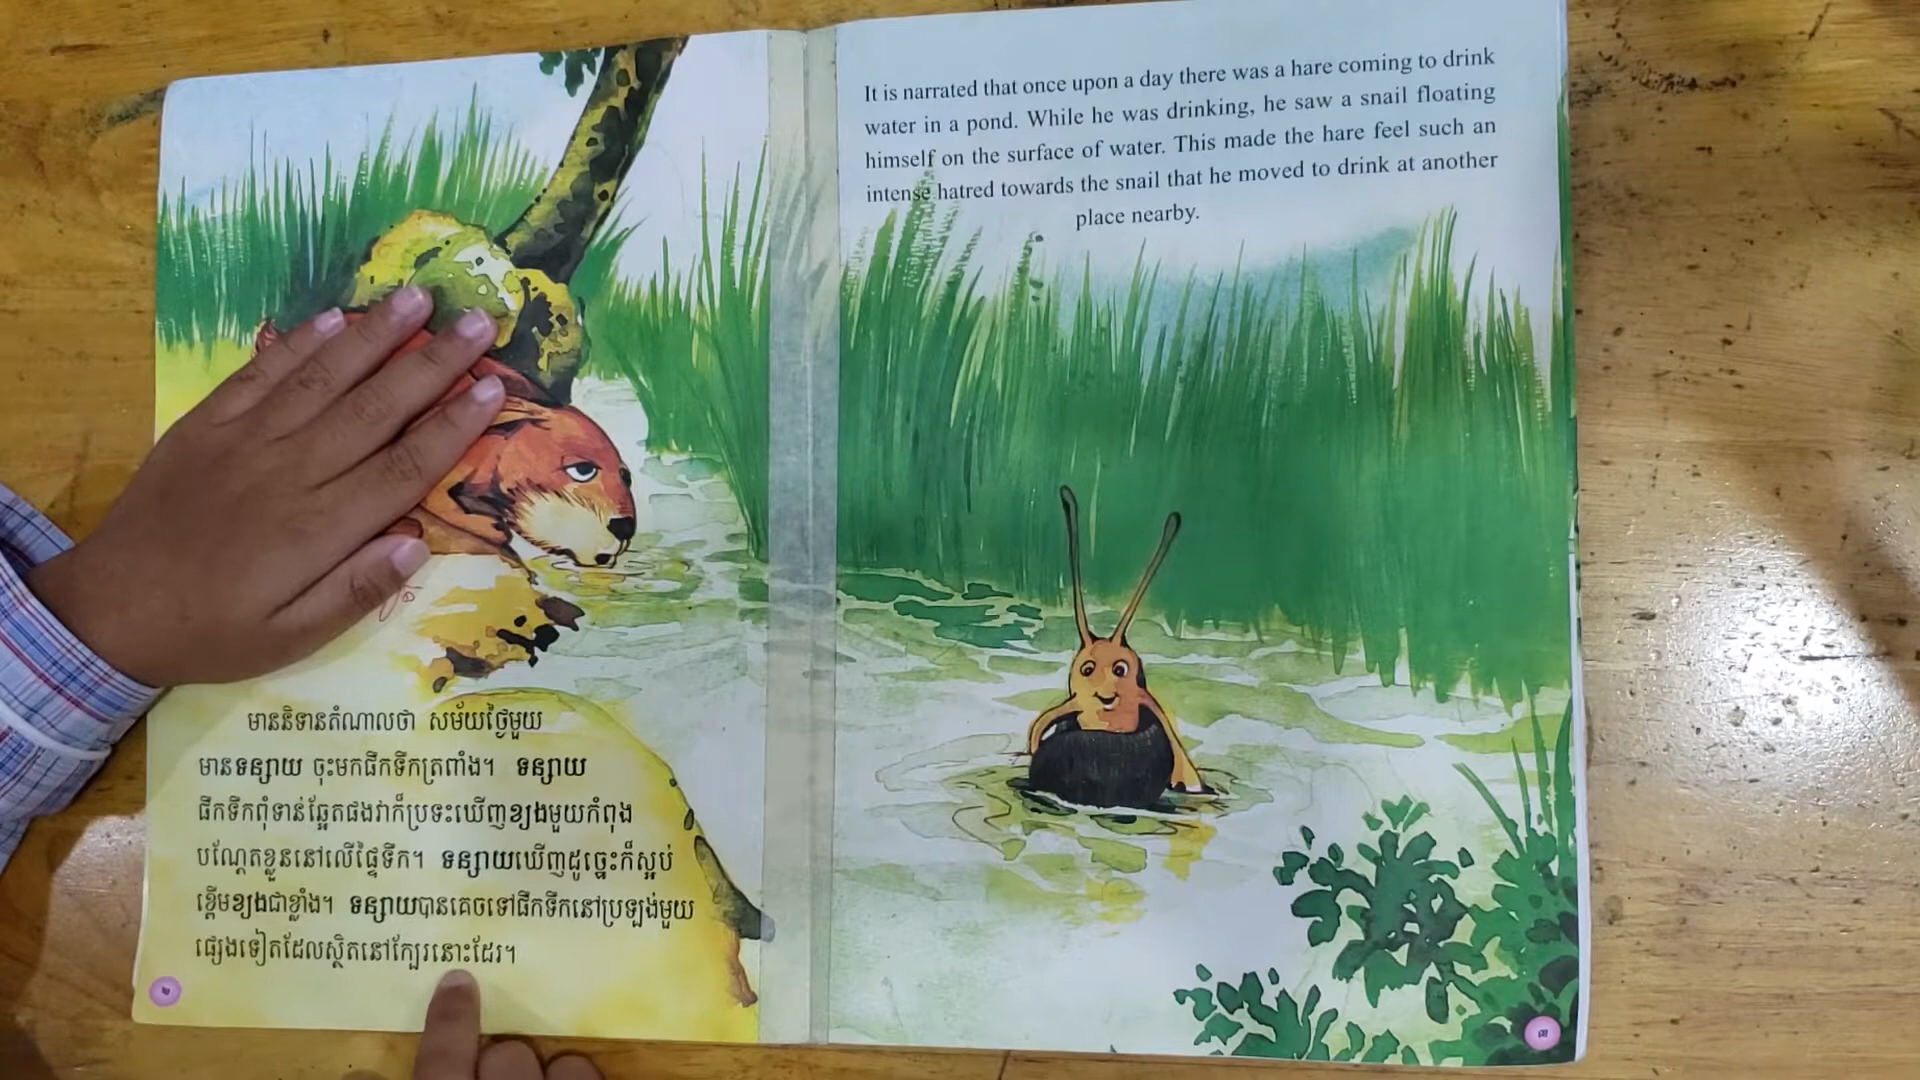 មាននិទានតំណាលថា សម័យថ្ងៃមួយ
មានទន្សាយ ចុះមកផឹកទឹកត្រពាំង។ ទន្សាយ
ផឹកទឹកពុំទាន់ឆ្អែតផងវាក៏ប្រទះឃើញខ្យងមួយកំពុង
បណ្ដែតខ្លួននៅលើផ្ទៃទឹក។ ទន្សាយឃើញដូច្នេះក៏ស្អប់
ខ្ពើមខ្យងជាខ្លាំង។ ទន្សាយបានគេចទៅផឹកទឹកនៅប្រឡប់មួយ
ផ្សេងទៀតដែលស្ថិតនៅក្បែរនោះដែរ។
២
It is narrated that once upon a day there was a hare coming to drink
water in a pond. While he was drinking, he saw a snail floating
himself on the surface of water. This made the hare feel such an
intense hatred towards the snail that he moved to drink at another
place nearby.
៣